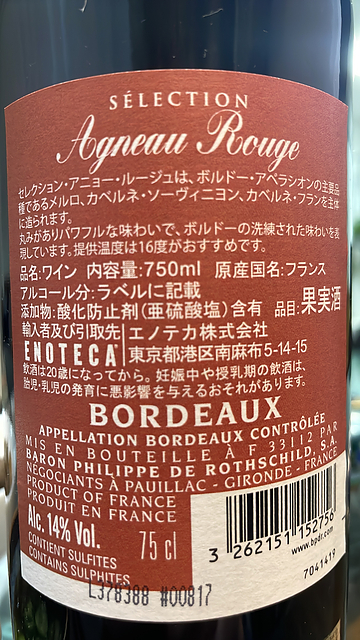 SÉLECTION
Agneau Rouge
セレクション・アニョー・ルージュは、ボルドー・アペラシオンの主要品
種であるメルロ、カベルネ・ソーヴィニヨン、カベルネ・フランを主体
に造られます。
丸みがありパワフルな味わいで、ボルドーの洗練された味わいを表
現しています。提供温度は16度がおすすめです。
品名:ワイン 内容量:750ml 原産国名:フランス
アルコール分:ラベルに記載
添加物:酸化防止剤(亜硫酸塩)含有 品目:果実酒
輸入者及び引取先|エノテカ株式会社
ENOTECA|東京都港区南麻布5-14-15
飲酒は20歳になってから。妊娠中や授乳期の飲酒は、
胎児・乳児の発育に悪影響を与えるおそれがあります。
BORDEAUX
APPELLATION BORDEAUX CONTRÔLÉE
MIS EN BOUTEILLE À F 33112 PAR
BARON PHILIPPE DE ROTHSCHILD, S.A.
NÉGOCIANTS À PAUILLAC - GIRONDE - FRANCE
PRODUCT OF FRANCE
PRODUIT EN FRANCE
Alc. 14% Vol.
75 cl
CONTIENT SULFITES
CONTAINS SULPHITES
3 262151 152756
www.bpdr.com
7041419
L378388 #00817